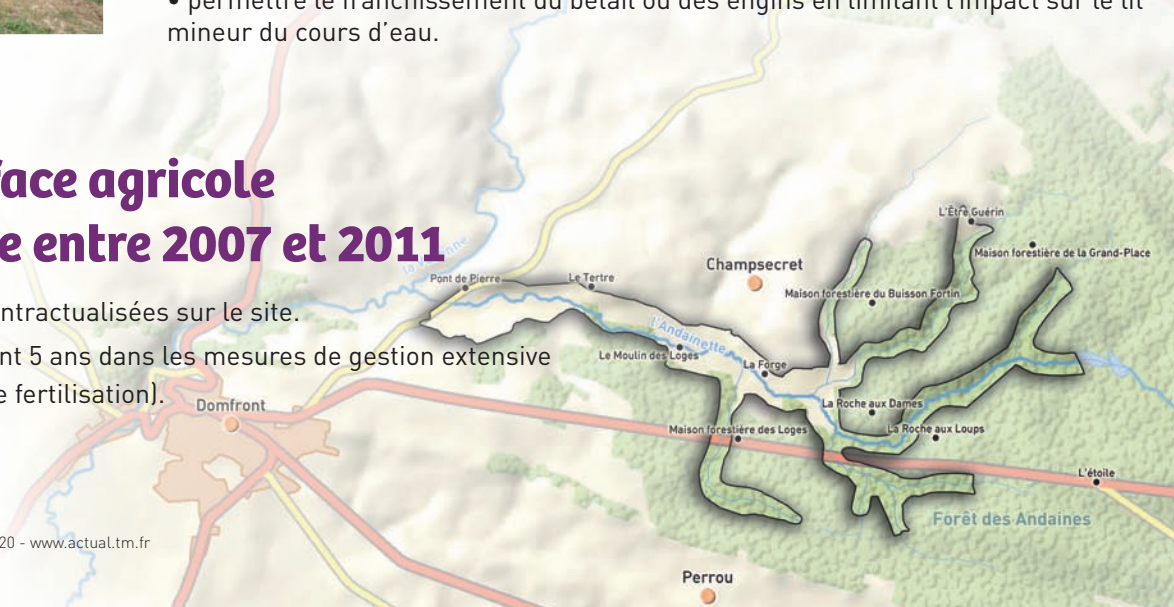 • permettre le franchissement du bétail ou des engins en limitant l'impact sur le lit
mineur du cours d'eau.
face agricole
e entre 2007 et 2011
ntractualisées sur le site.
nt 5 ans dans les mesures de gestion extensive
e fertilisation).
L'Être Guérin
Maison forestière de la Grand-Place
Champsecret
Pont de Pierre
Le Tertre
Maison forestière du Buisson Fortin
l'Andainette
Le Moulin des Loges
La Forge
Domfront
La Roche aux Dames
Maison forestière des Loges
La Roche aux Loups
L'étoile
Forêt des Andaines
20 - www.actual.tm.fr
Perrou